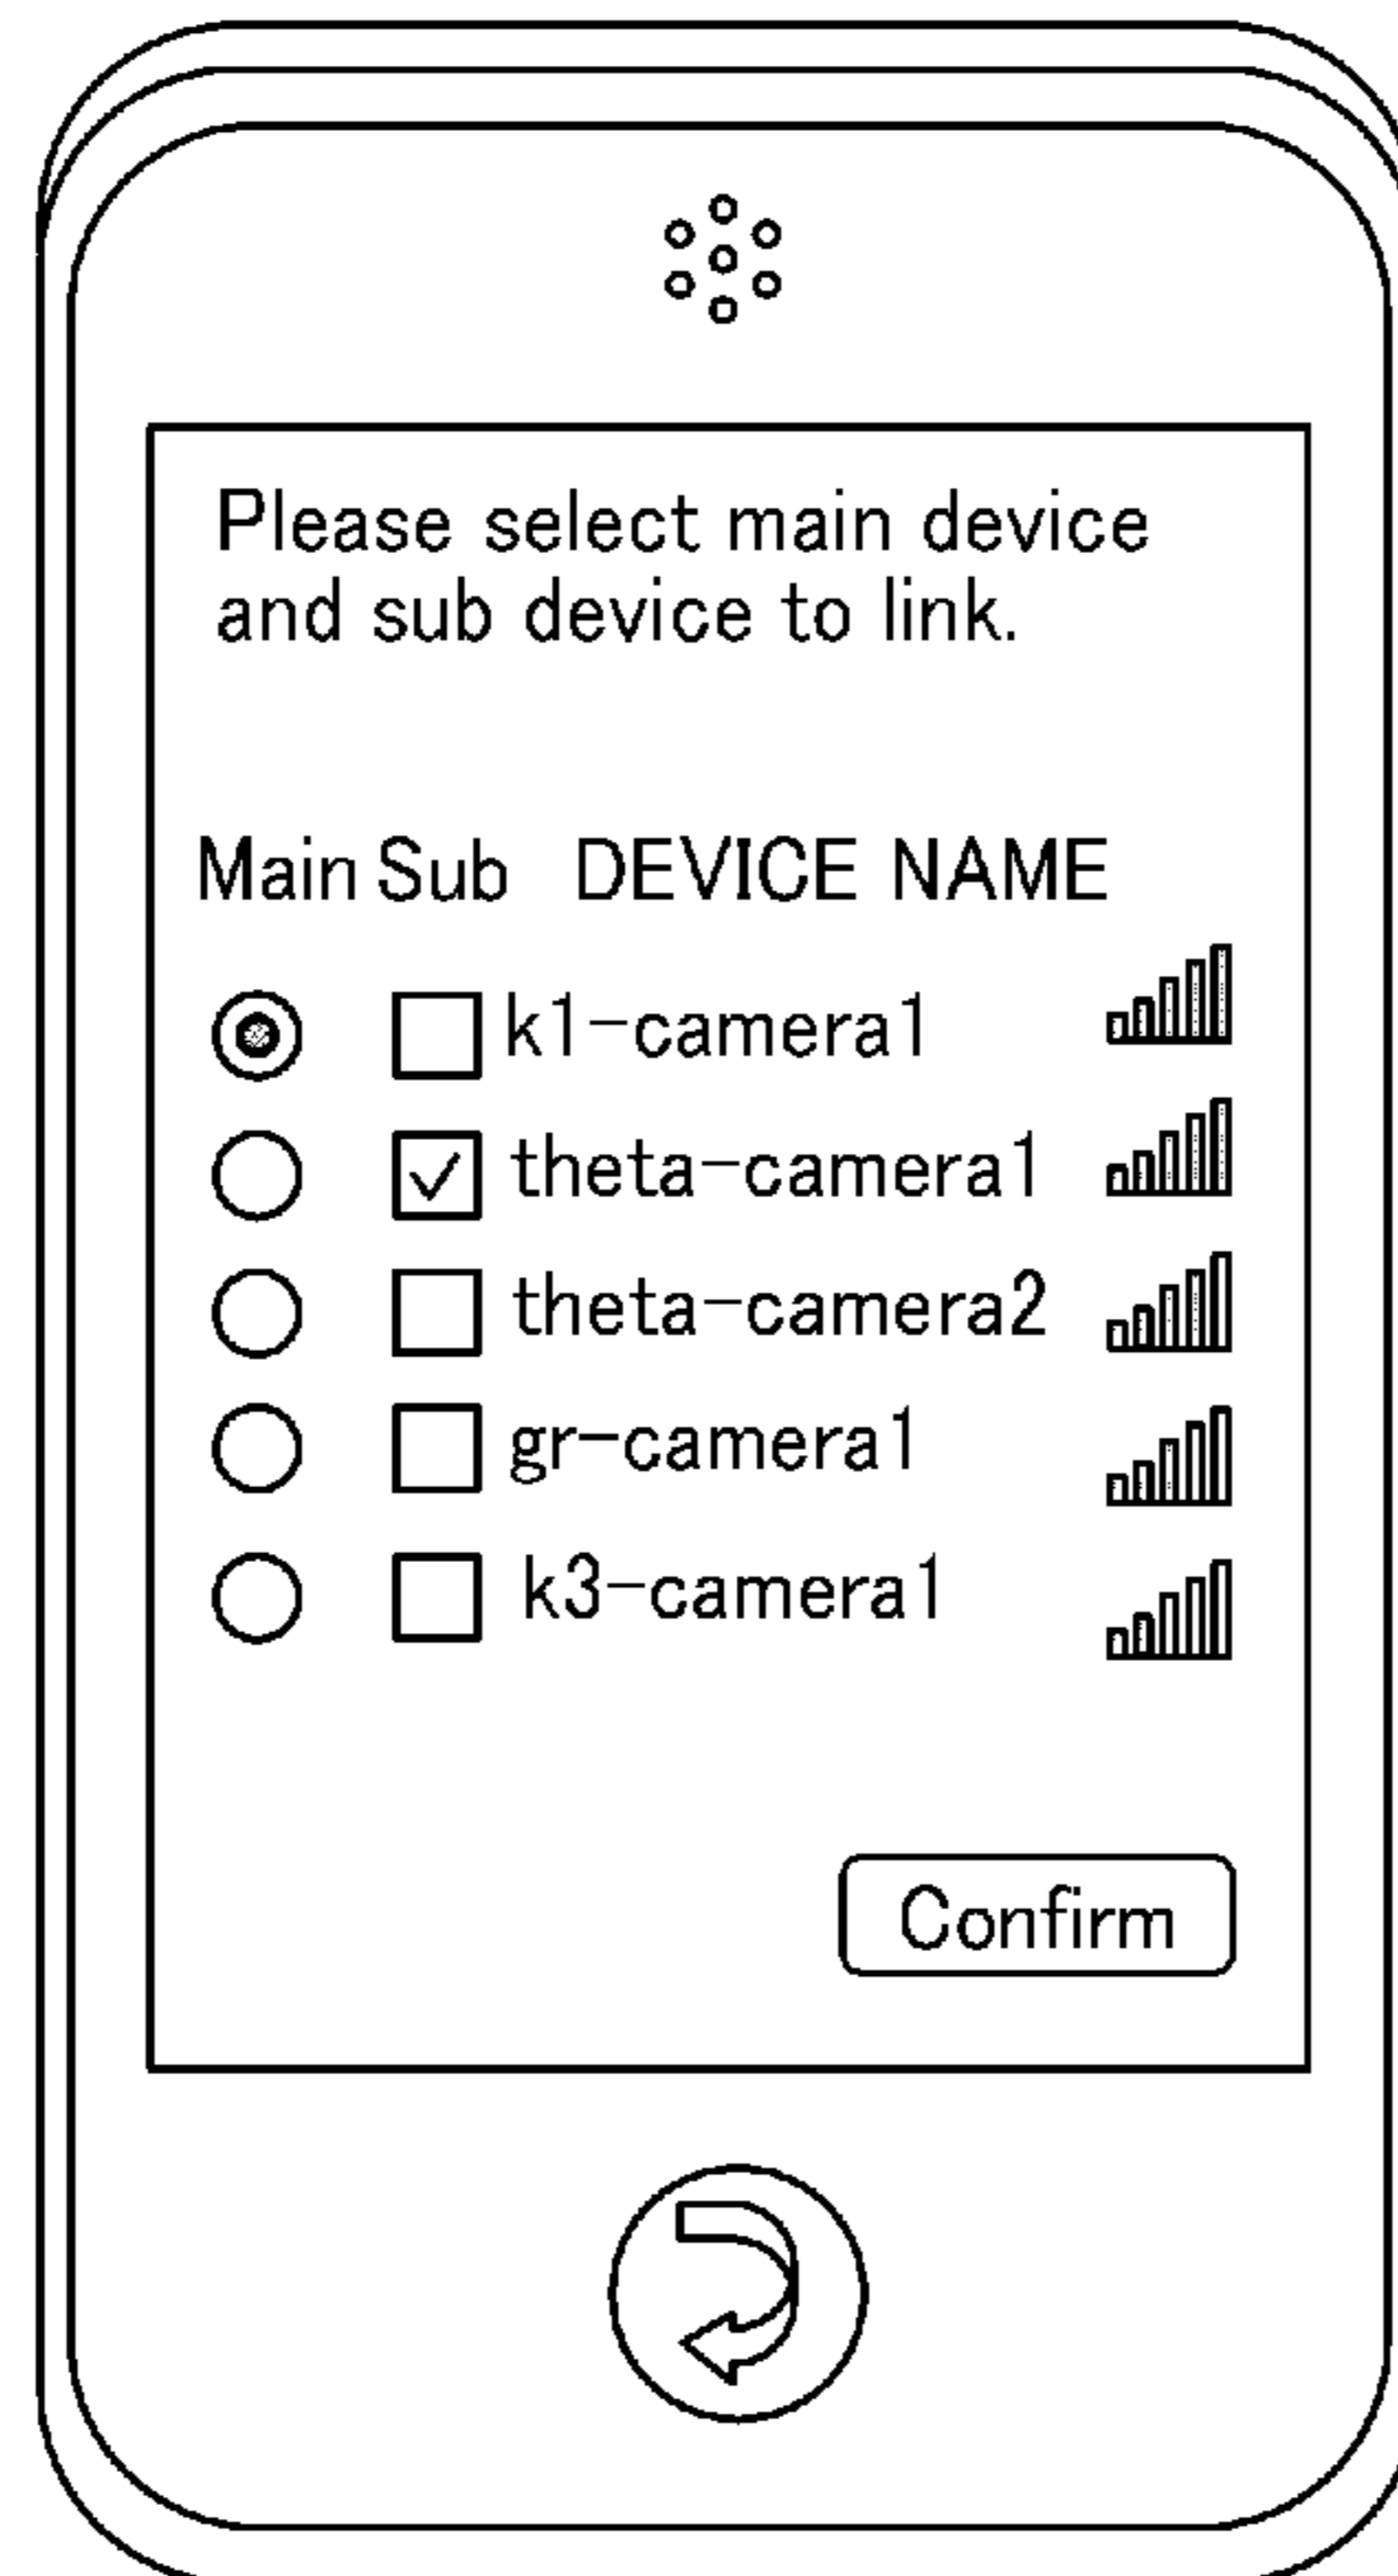 Please select main device
and sub device to link.
Main Sub DEVICE NAME
k1-camera1
theta-camera1
theta-camera2
gr-camera1
k3-camera1
Confirm